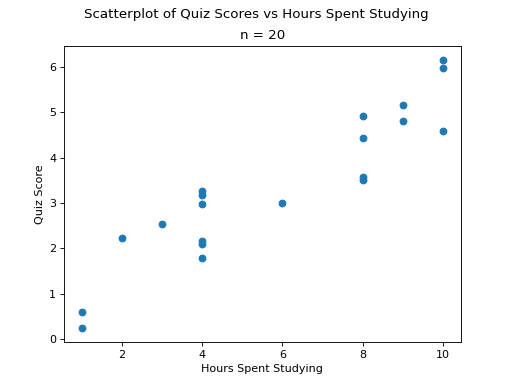 Scatterplot of Quiz Scores vs Hours Spent Studying
n = 20
6
5
4
3
2
1
0
Quiz Score
2 4 6 8 10
Hours Spent Studying